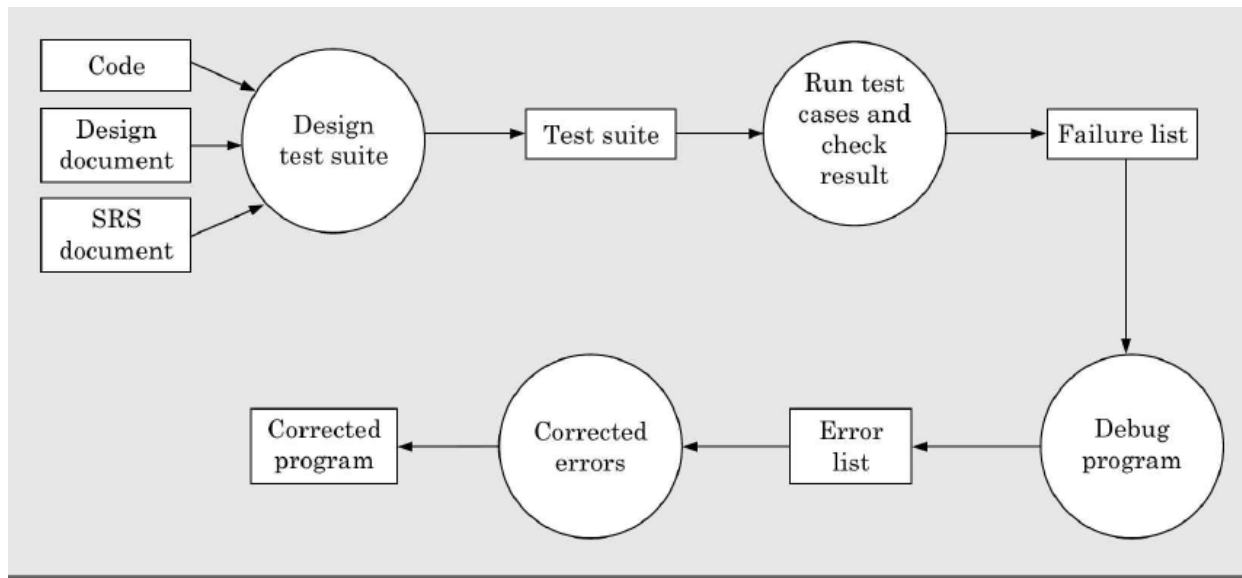 Code
Design
document
SRS
document
Design
test suite
Test suite
Run test
cases and
check
result
Failure list
Debug
program
Error
list
Corrected
errors
Corrected
program